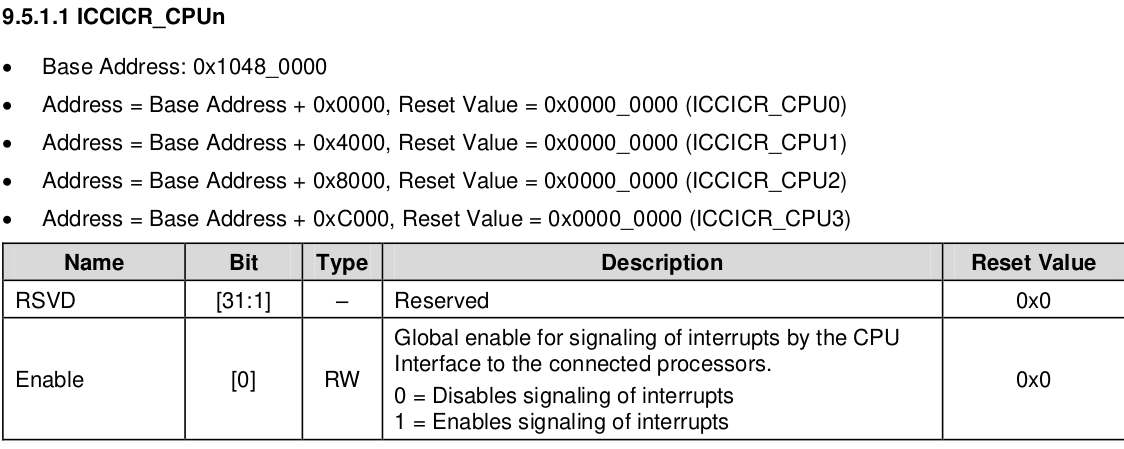 9.5.1.1 ICCICR_CPUn
• Base Address: 0x1048_0000
• Address = Base Address + 0x0000, Reset Value = 0x0000_0000 (ICCICR_CPU0)
• Address = Base Address + 0x4000, Reset Value = 0x0000_0000 (ICCICR_CPU1)
• Address = Base Address + 0x8000, Reset Value = 0x0000_0000 (ICCICR_CPU2)
• Address = Base Address + 0xC000, Reset Value = 0x0000_0000 (ICCICR_CPU3)
Name Bit Type Description Reset Value
RSVD [31:1] – Reserved 0x0
Global enable for signaling of interrupts by the CPU
Interface to the connected processors.
Enable [0] RW 0x0
0 = Disables signaling of interrupts
1 = Enables signaling of interrupts